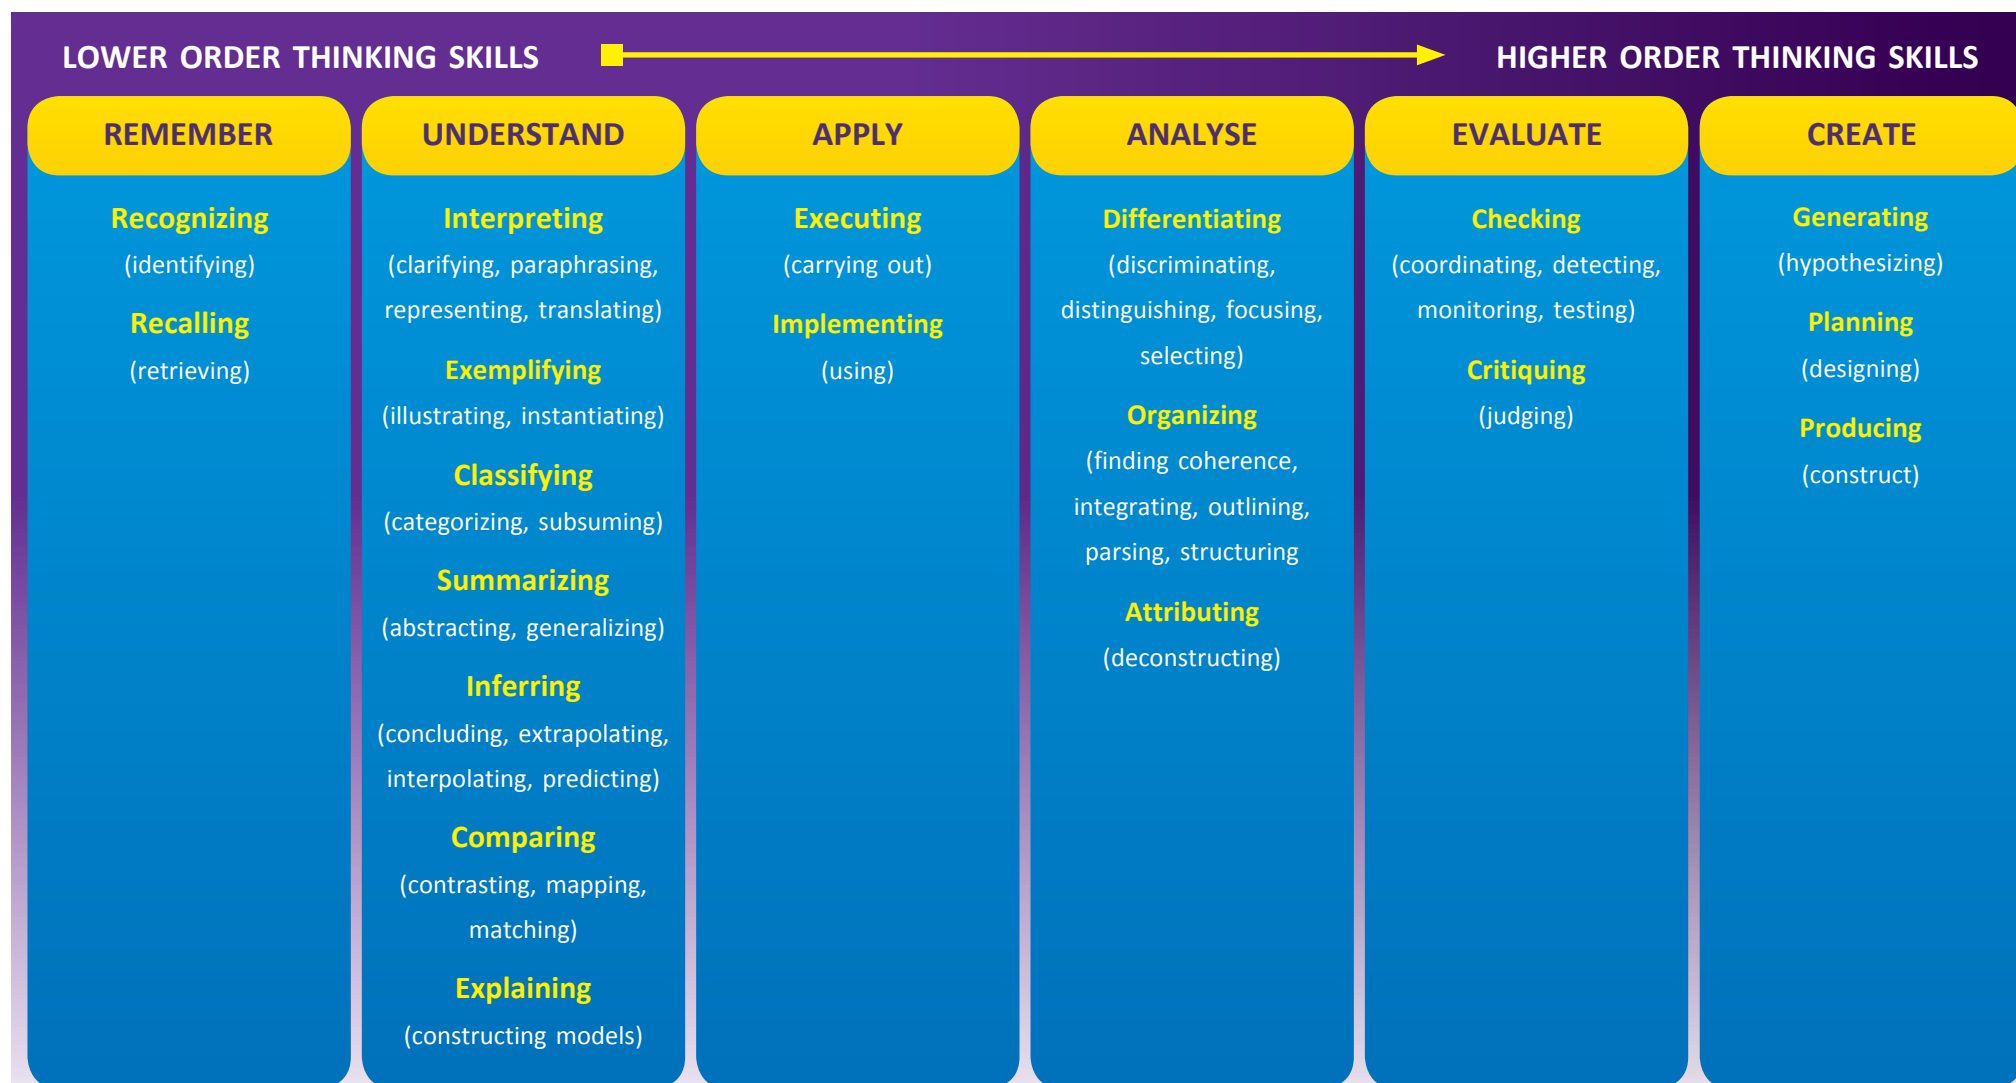 LOWER ORDER THINKING SKILLS
HIGHER ORDER THINKING SKILLS
REMEMBER
Recognizing
(identifying)
Recalling
(retrieving)
UNDERSTAND
Interpreting
(clarifying, paraphrasing,
representing, translating)
Exemplifying
(illustrating, instantiating)
Classifying
(categorizing, subsuming)
Summarizing
(abstracting, generalizing)
Inferring
(concluding, extrapolating,
interpolating, predicting)
Comparing
(contrasting, mapping,
matching)
Explaining
(constructing models)
APPLY
Executing
(carrying out)
Implementing
(using)
ANALYSE
Differentiating
(discriminating,
distinguishing, focusing,
selecting)
Organizing
(finding coherence,
integrating, outlining,
parsing, structuring
Attributing
(deconstructing)
EVALUATE
Checking
(coordinating, detecting,
monitoring, testing)
Critiquing
(judging)
CREATE
Generating
(hypothesizing)
Planning
(designing)
Producing
(construct)